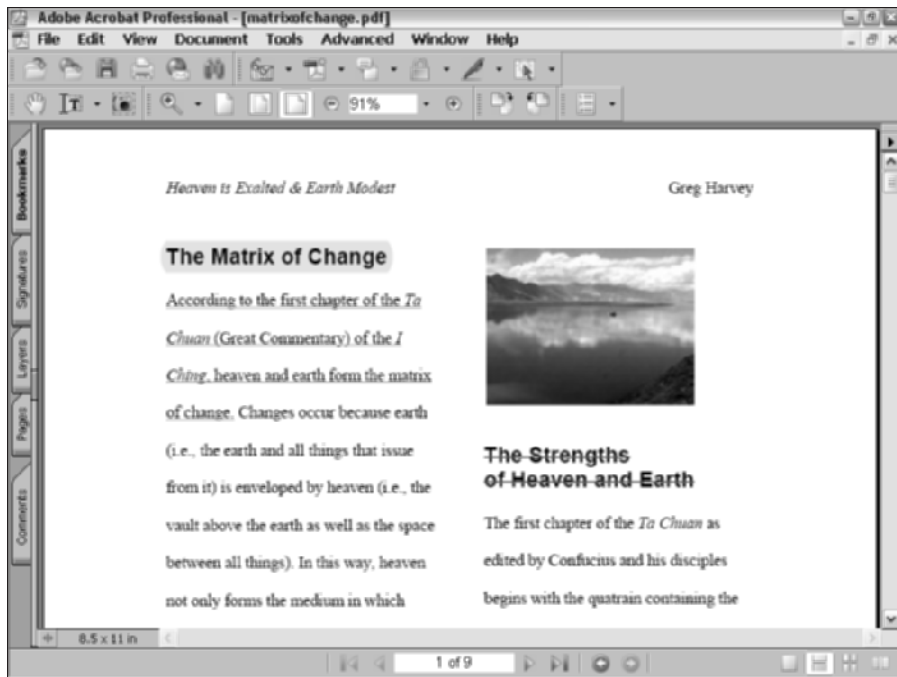 Adobe Acrobat Professional - [matrixofchange.pdf]
File Edit View Document Tools Advanced Window Help
91%
Bookmarks
Signatures
Layers
Pages
Comments
Heaven is Exalted & Earth Modest
Greg Harvey
The Matrix of Change
According to the first chapter of the Ta
Chuan (Great Commentary) of the I
Ching, heaven and earth form the matrix
of change. Changes occur because earth
(i.e., the earth and all things that issue
from it) is enveloped by heaven (i.e., the
vault above the earth as well as the space
between all things). In this way, heaven
not only forms the medium in which
The Strengths
of Heaven and Earth
The first chapter of the Ta Chuan as
edited by Confucius and his disciples
begins with the quatrain containing the
8.5 x 11 in
1 of 9